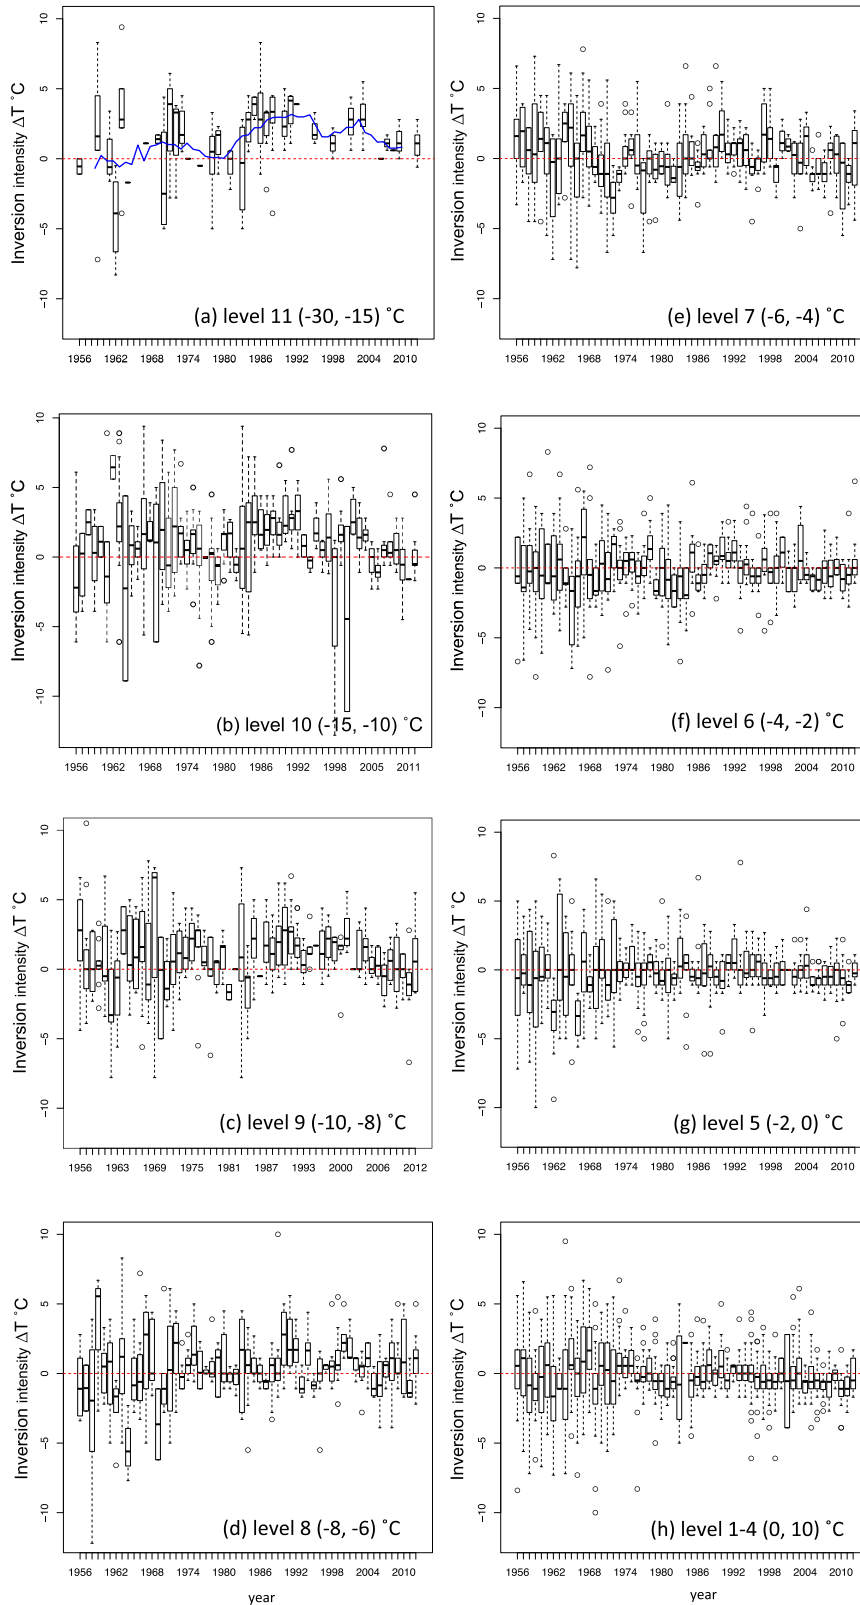 Inversion intensity ΔT ˚C
10
5
0
−5
−10
(a) level 11 (-30, -15) ˚C
1956 1962 1968 1974 1980 1986 1992 1998 2004 2010
Inversion intensity ΔT ˚C
10
5
0
−5
−10
(e) level 7 (-6, -4) ˚C
1956 1962 1968 1974 1980 1986 1992 1998 2004 2010
Inversion intensity ΔT ˚C
10
5
0
−5
−10
(b) level 10 (-15, -10) ˚C
1956 1962 1968 1974 1980 1986 1992 1998 2005 2011
Inversion intensity ΔT ˚C
10
5
0
−5
−10
(f) level 6 (-4, -2) ˚C
1956 1962 1968 1974 1980 1986 1992 1998 2004 2010
Inversion intensity ΔT ˚C
10
5
0
−5
−10
(c) level 9 (-10, -8) ˚C
1956 1963 1969 1975 1981 1987 1993 2000 2006 2012
Inversion intensity ΔT ˚C
10
5
0
−5
−10
(g) level 5 (-2, 0) ˚C
1956 1962 1968 1974 1980 1986 1992 1998 2004 2010
Inversion intensity ΔT ˚C
10
5
0
−5
−10
(d) level 8 (-8, -6) ˚C
1956 1962 1968 1974 1980 1986 1992 1998 2004 2010
year
Inversion intensity ΔT ˚C
10
5
0
−5
−10
(h) level 1-4 (0, 10) ˚C
1956 1962 1968 1974 1980 1986 1992 1998 2004 2010
year